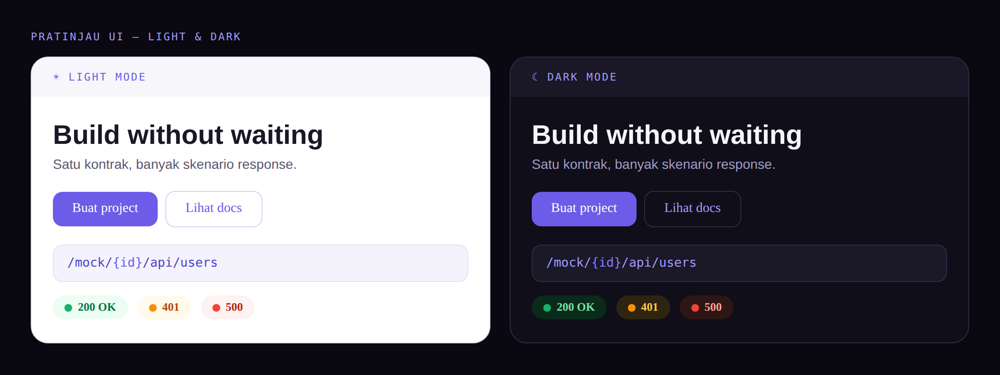 PRATINJAU UI — LIGHT & DARK
☀ LIGHT MODE
Build without waiting
Satu kontrak, banyak skenario response.
Buat project
Lihat docs
/mock/{id}/api/users
200 OK
401
500
☾ DARK MODE
Build without waiting
Satu kontrak, banyak skenario response.
Buat project
Lihat docs
/mock/{id}/api/users
200 OK
401
500